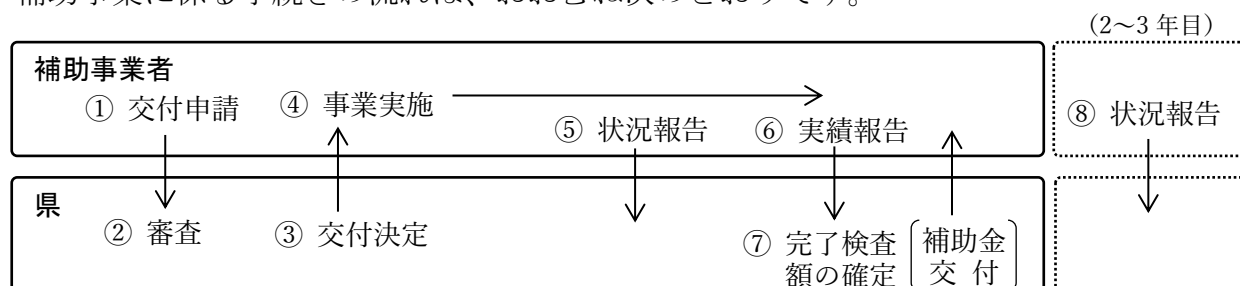 補助事業に係る手続きの流れは、おおむね次のとおりです。
(2～3年目)
補助事業者
① 交付申請
④ 事業実施
⑤ 状況報告
⑥ 実績報告
⑧ 状況報告
県
② 審査
③ 交付決定
⑦ 完了検査
額の確定
補助金
交 付